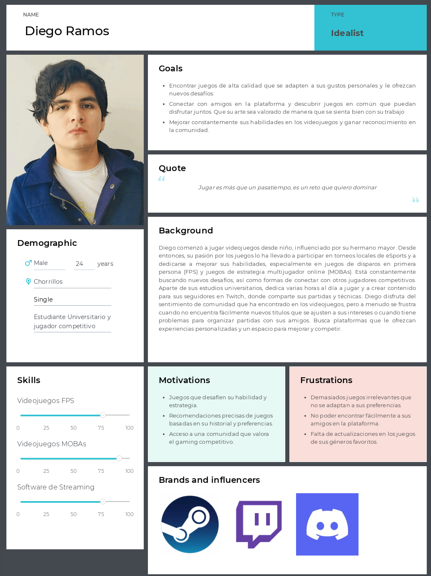 NAME
Diego Ramos
TYPE
Idealist
Goals
Encontrar juegos de alta calidad que se adapten a sus gustos personales y le ofrezcan
nuevos desafíos.
Conectar con amigos en la plataforma y descubrir juegos en común que puedan
disfrutar juntos. Que su arte sea valorado de manera que se sienta bien con su trabajo
Mejorar constantemente sus habilidades en los videojuegos y ganar reconocimiento en
la comunidad.
Quote
“
Jugar es más que un pasatiempo, es un reto que quiero dominar
”
Demographic
Male 24 years
Chorrillos
Single
Estudiante Universitario y
jugador competitivo
Background
Diego comenzó a jugar videojuegos desde niño, influenciado por su hermano mayor. Desde
entonces, su pasión por los juegos lo ha llevado a participar en torneos locales de eSports y a
dedicarse a mejorar sus habilidades, especialmente en juegos de disparos en primera
persona (FPS) y juegos de estrategia multijugador online (MOBAs). Está constantemente
buscando nuevos desafíos, así como formas de conectar con otros jugadores competitivos.
Aparte de sus estudios universitarios, dedica varias horas al día a jugar y a crear contenido
para sus seguidores en Twitch, donde comparte sus partidas y técnicas. Diego disfruta del
sentimiento de comunidad que ha encontrado en los videojuegos, pero a menudo se frustra
cuando no encuentra fácilmente nuevos títulos que se ajusten a sus intereses o cuando tiene
problemas para organizar partidas con sus amigos. Busca plataformas que le ofrezcan
experiencias personalizadas y un espacio para mejorar y competir.
Skills
Videojuegos FPS
0 25 50 75 100
Videojuegos MOBAs
0 25 50 75 100
Software de Streaming
0 25 50 75 100
Motivations
Juegos que desafíen su habilidad y
estrategia.
Recomendaciones precisas de juegos
basadas en su historial y preferencias.
Acceso a una comunidad que valora
el gaming competitivo.
Frustrations
Demasiados juegos irrelevantes que
no se adaptan a sus preferencias.
No poder encontrar fácilmente a sus
amigos en la plataforma.
Falta de actualizaciones en los juegos
de sus géneros favoritos.
Brands and influencers